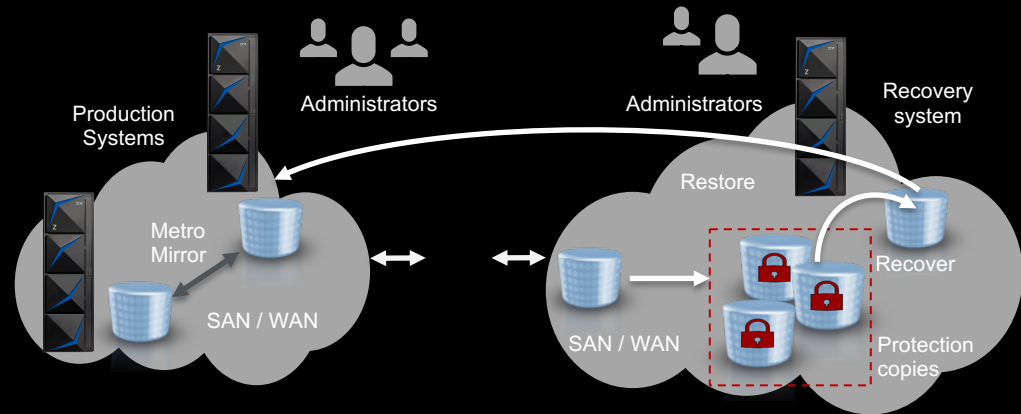 Administrators
Administrators
Production
Systems
Recovery
system
Z
Z
Z
Restore
Metro
Mirror
Recover
SAN / WAN
SAN / WAN
Protection
copies